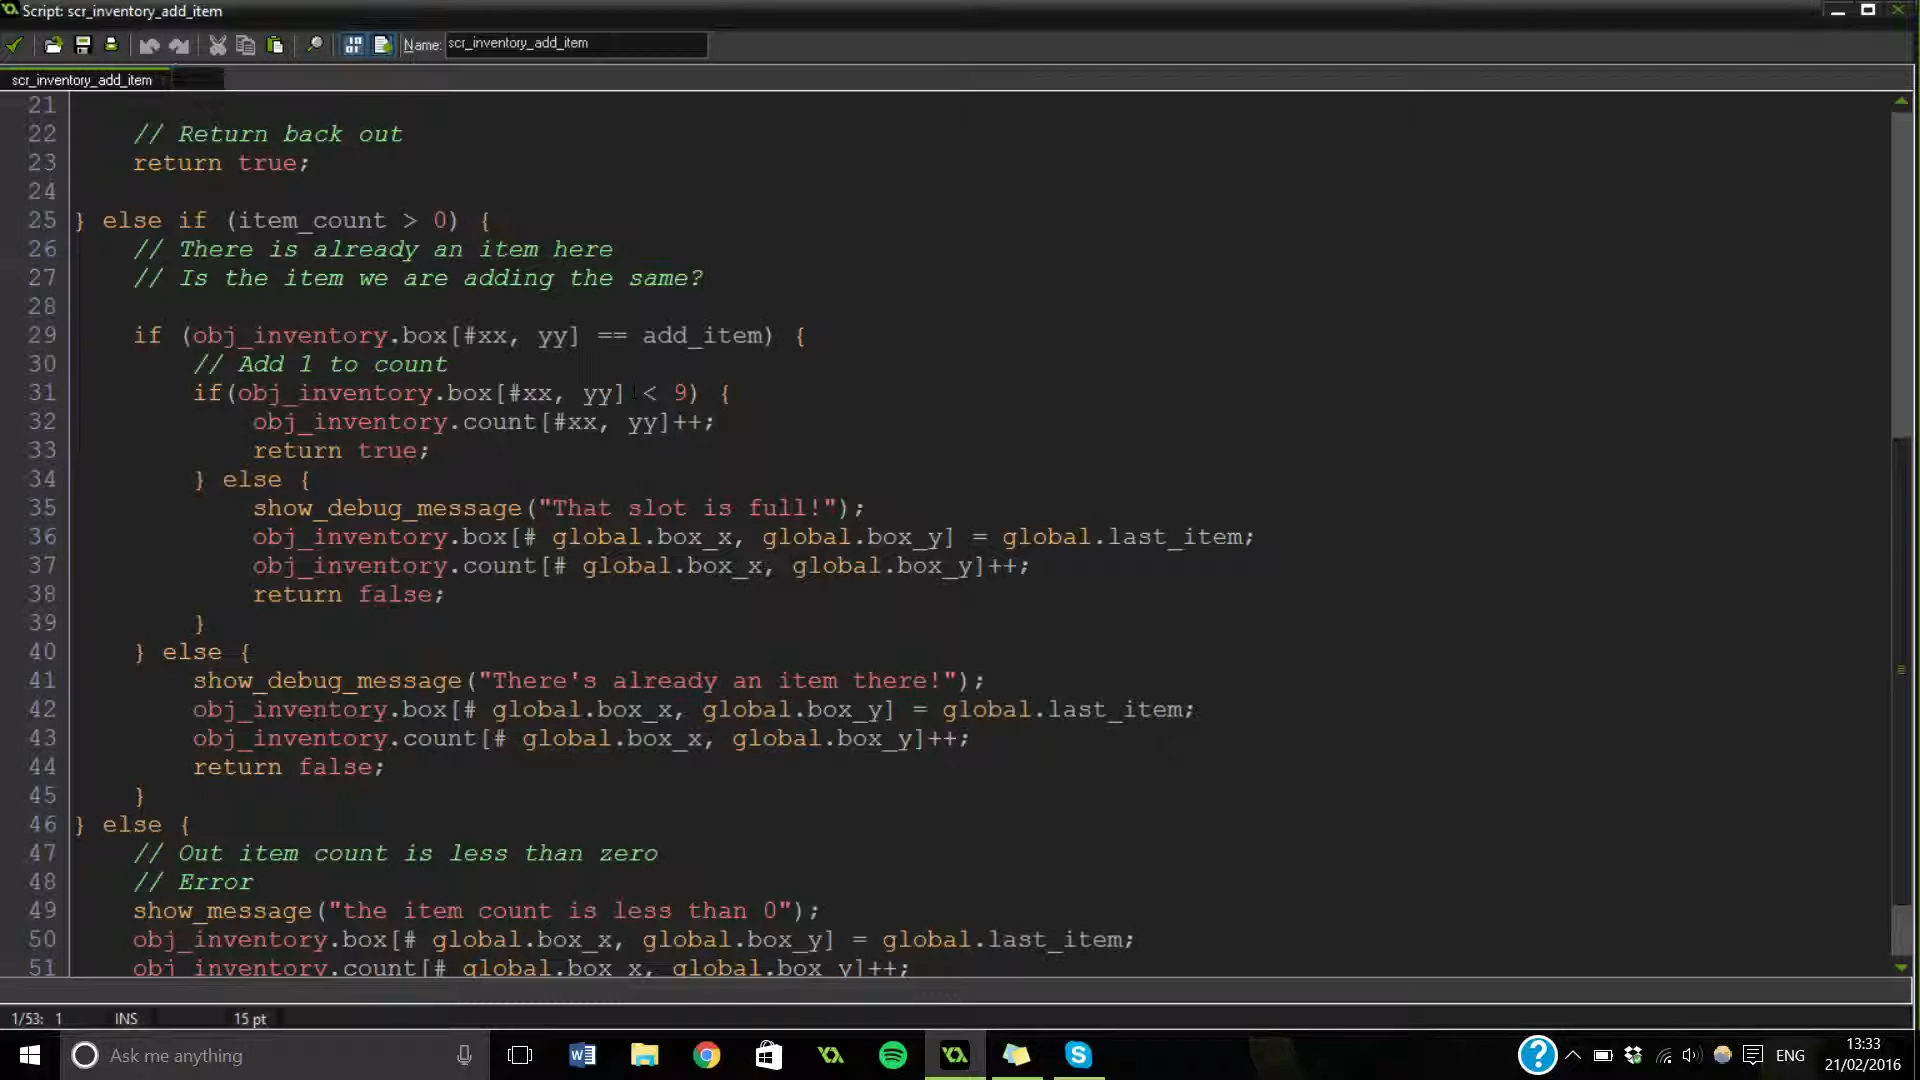 Script: scr_inventory_add_item
Name: scr_inventory_add_item
scr_inventory_add_item
21
22 // Return back out
23 return true;
24
25 } else if (item_count > 0) {
26 // There is already an item here
27 // Is the item we are adding the same?
28
29 if (obj_inventory.box[#xx, yy] == add_item) {
30 // Add 1 to count
31 if(obj_inventory.box[#xx, yy] < 9) {
32 obj_inventory.count[#xx, yy]++;
33 return true;
34 } else {
35 show_debug_message("That slot is full!");
36 obj_inventory.box[# global.box_x, global.box_y] = global.last_item;
37 obj_inventory.count[# global.box_x, global.box_y]++;
38 return false;
39 }
40 } else {
41 show_debug_message("There's already an item there!");
42 obj_inventory.box[# global.box_x, global.box_y] = global.last_item;
43 obj_inventory.count[# global.box_x, global.box_y]++;
44 return false;
45 }
46 } else {
47 // Out item count is less than zero
48 // Error
49 show_message("the item count is less than 0");
50 obj_inventory.box[# global.box_x, global.box_y] = global.last_item;
51 obj_inventory.count[# global.box_x, global.box_y]++;
1/53: 1 INS 15 pt
Ask me anything
ENG
13:33
21/02/2016